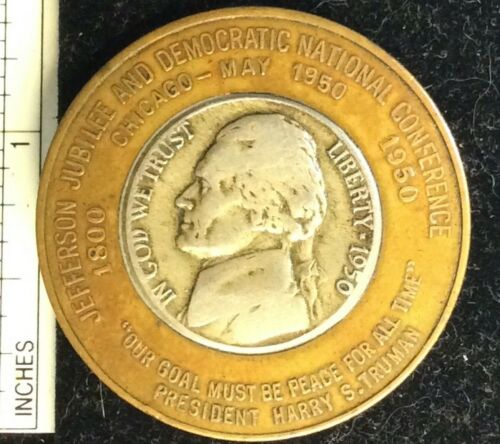 JEFFERSON JUBILEE AND DEMOCRATIC NATIONAL CONFERENCE
CHICAGO - MAY 1950
1800
1950
IN GOD WE TRUST
LIBERTY · 1950
"OUR GOAL MUST BE PEACE FOR ALL TIME"
PRESIDENT HARRY S. TRUMAN
1
INCHES